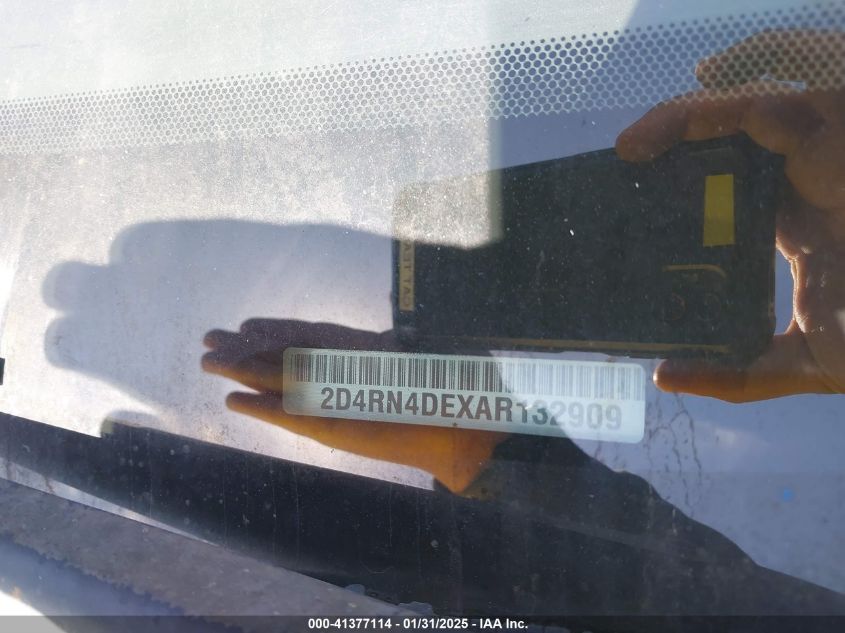 2D4RN4DEXAR132909
000-41377114 - 01/31/2025 - IAA Inc.